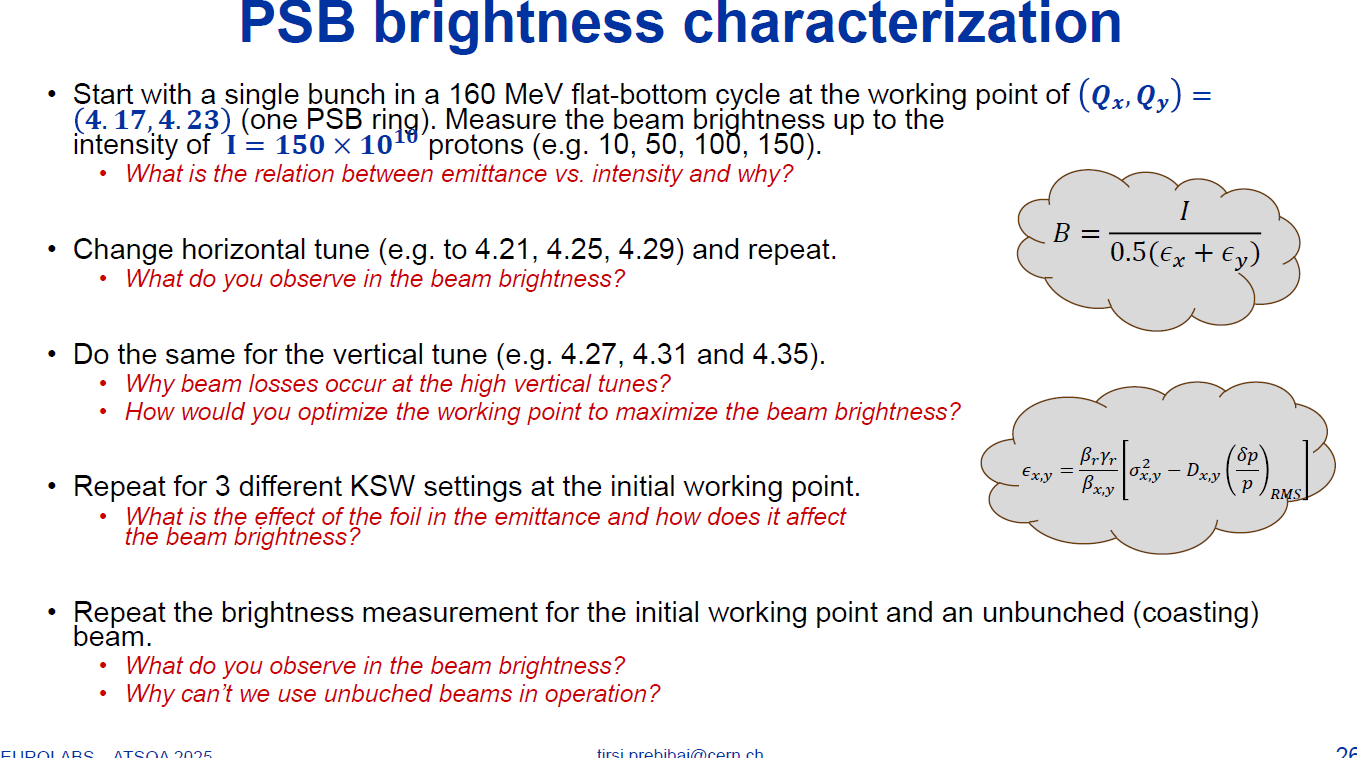 PSB brightness characterization
• Start with a single bunch in a 160 MeV flat-bottom cycle at the working point of (Qx, Qy) =
(4.17, 4.23) (one PSB ring). Measure the beam brightness up to the
intensity of I = 150 × 10^10 protons (e.g. 10, 50, 100, 150).
• What is the relation between emittance vs. intensity and why?
B = I / 0.5(ϵx + ϵy)
• Change horizontal tune (e.g. to 4.21, 4.25, 4.29) and repeat.
• What do you observe in the beam brightness?
• Do the same for the vertical tune (e.g. 4.27, 4.31 and 4.35).
• Why beam losses occur at the high vertical tunes?
• How would you optimize the working point to maximize the beam brightness?
ϵx,y = βrγr / βx,y [σ²x,y − Dx,y (δp/p)RMS]
• Repeat for 3 different KSW settings at the initial working point.
• What is the effect of the foil in the emittance and how does it affect
the beam brightness?
• Repeat the brightness measurement for the initial working point and an unbunched (coasting)
beam.
• What do you observe in the beam brightness?
• Why can't we use unbuched beams in operation?
EUROLABS – ATSOA 2025
tirsi.prebibaj@cern.ch
26